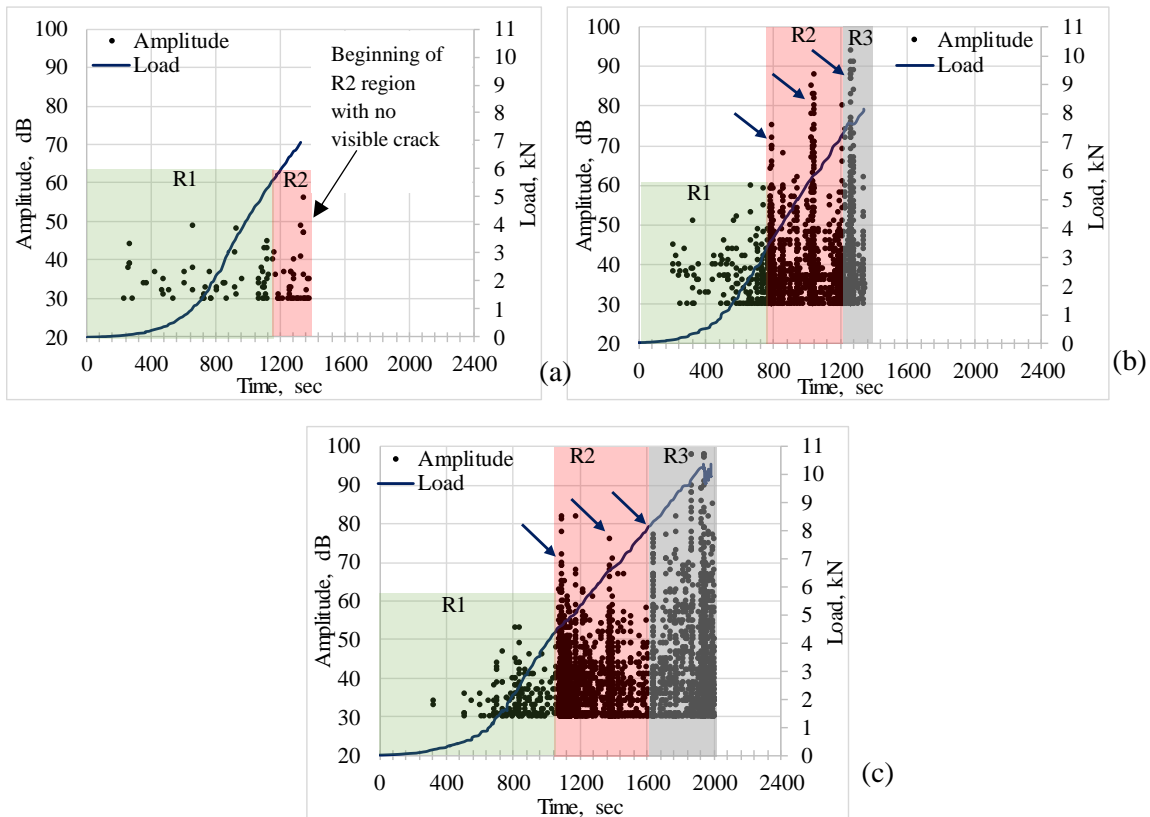 100
90
80
70
60
50
40
30
20
Amplitude, dB
Amplitude
Load
Beginning of
R2 region
with no
visible crack
R1
R2
11
10
9
8
7
6
5
4
3
2
1
0
Load, kN
0 400 800 1200 1600 2000 2400
Time, sec
(a)
100
90
80
70
60
50
40
30
20
Amplitude, dB
Amplitude
Load
R1
R2
R3
11
10
9
8
7
6
5
4
3
2
1
0
Load, kN
0 400 800 1200 1600 2000 2400
Time, sec
(b)
100
90
80
70
60
50
40
30
20
Amplitude, dB
Amplitude
Load
R1
R2
R3
11
10
9
8
7
6
5
4
3
2
1
0
Load, kN
0 400 800 1200 1600 2000 2400
Time, sec
(c)